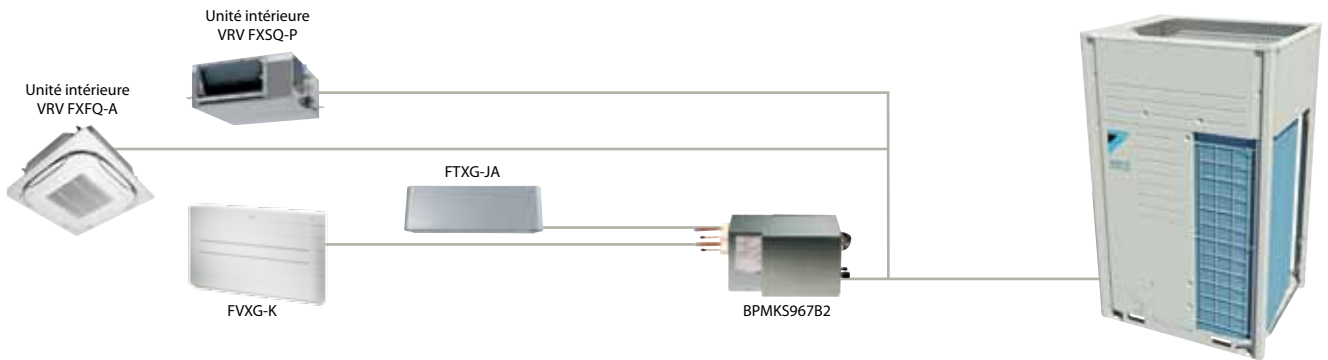 Unité intérieure
VRV FXSQ-P
Unité intérieure
VRV FXFQ-A
FTXG-JA
FVXG-K
BPMKS967B2